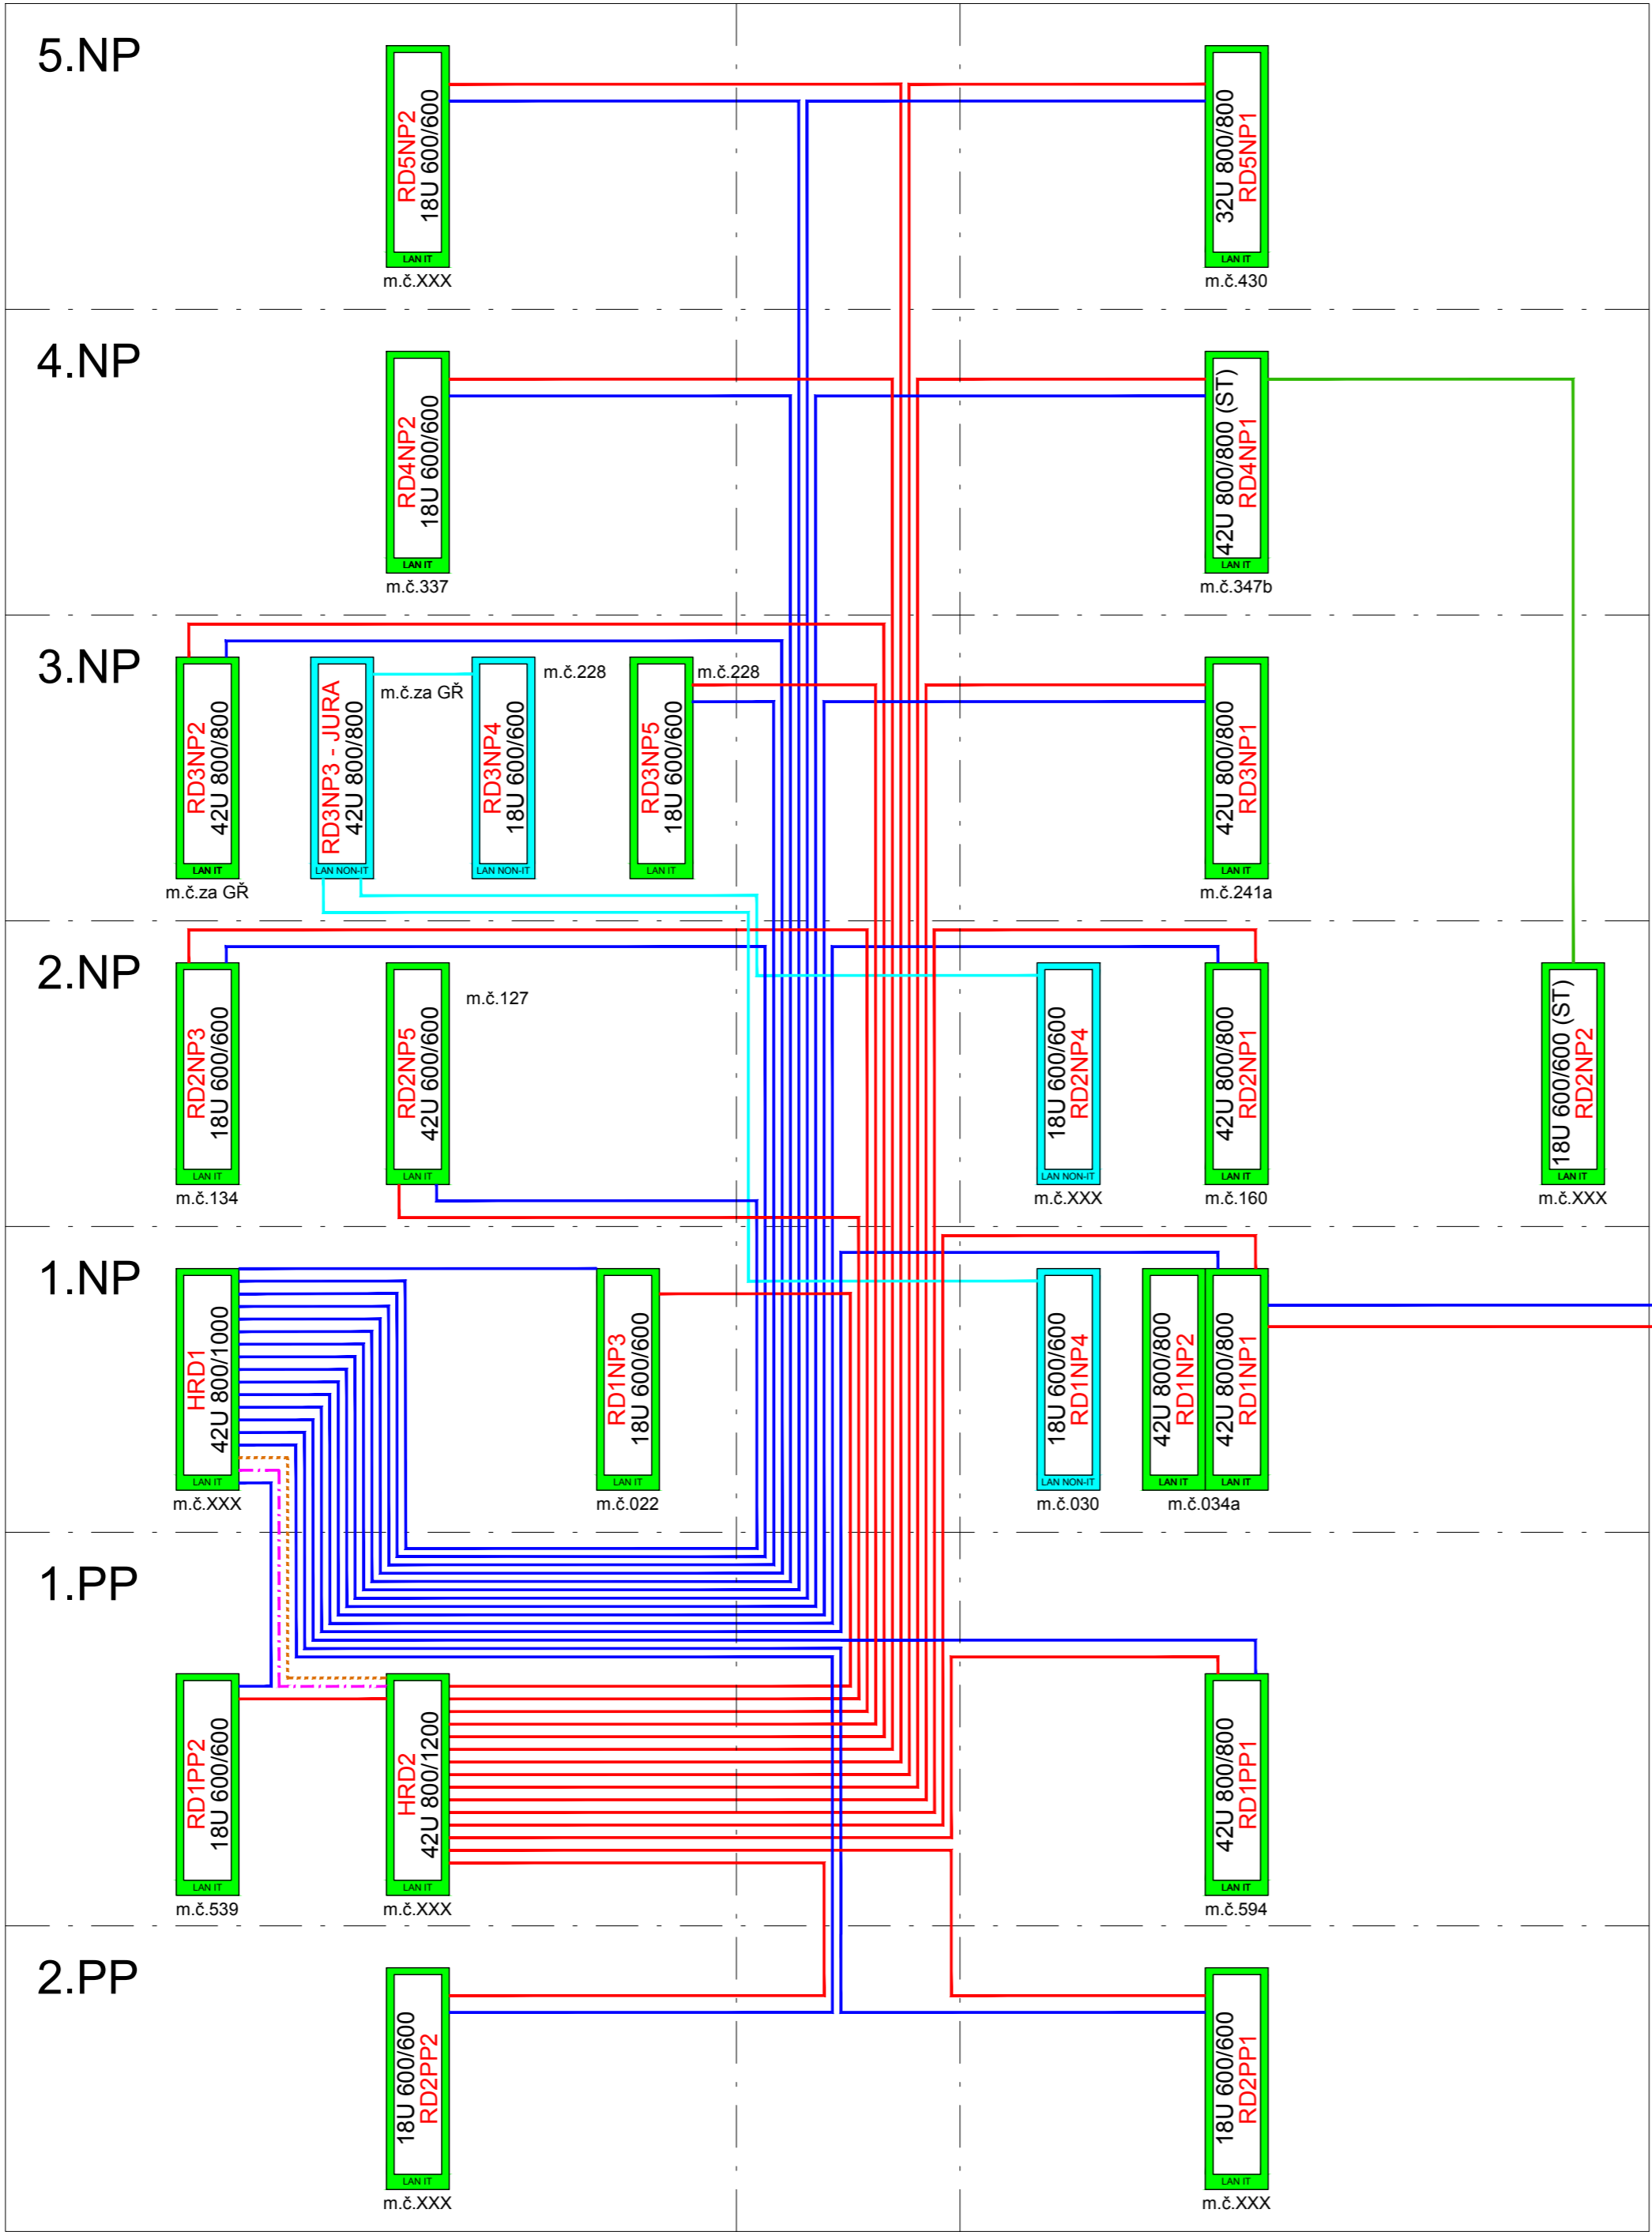 5.NP
RD5NP2
18U 600/600
LAN IT
m.č.XXX
32U 800/800
RD5NP1
LAN IT
m.č.430
4.NP
RD4NP2
18U 600/600
LAN IT
m.č.337
42U 800/800 (ST)
RD4NP1
LAN IT
m.č.347b
3.NP
RD3NP2
42U 800/800
LAN IT
m.č.za GŘ
RD3NP3 - JURA
42U 800/800
LAN NON-IT
m.č.za GŘ
RD3NP4
18U 600/600
LAN NON-IT
m.č.228
RD3NP5
18U 600/600
LAN IT
m.č.228
42U 800/800
RD3NP1
LAN IT
m.č.241a
2.NP
RD2NP3
18U 600/600
LAN IT
m.č.134
RD2NP5
42U 600/600
LAN IT
m.č.127
18U 600/600
RD2NP4
LAN NON-IT
m.č.XXX
42U 800/800
RD2NP1
LAN IT
m.č.160
18U 600/600 (ST)
RD2NP2
LAN IT
m.č.XXX
1.NP
HRD1
42U 800/1000
LAN IT
m.č.XXX
RD1NP3
18U 600/600
LAN IT
m.č.022
18U 600/600
RD1NP4
LAN NON-IT
m.č.030
42U 800/800
RD1NP2
LAN IT
42U 800/800
RD1NP1
LAN IT
m.č.034a
1.PP
RD1PP2
18U 600/600
LAN IT
m.č.539
HRD2
42U 800/1200
LAN IT
m.č.XXX
42U 800/800
RD1PP1
LAN IT
m.č.594
2.PP
18U 600/600
RD2PP2
LAN IT
m.č.XXX
18U 600/600
RD2PP1
LAN IT
m.č.XXX